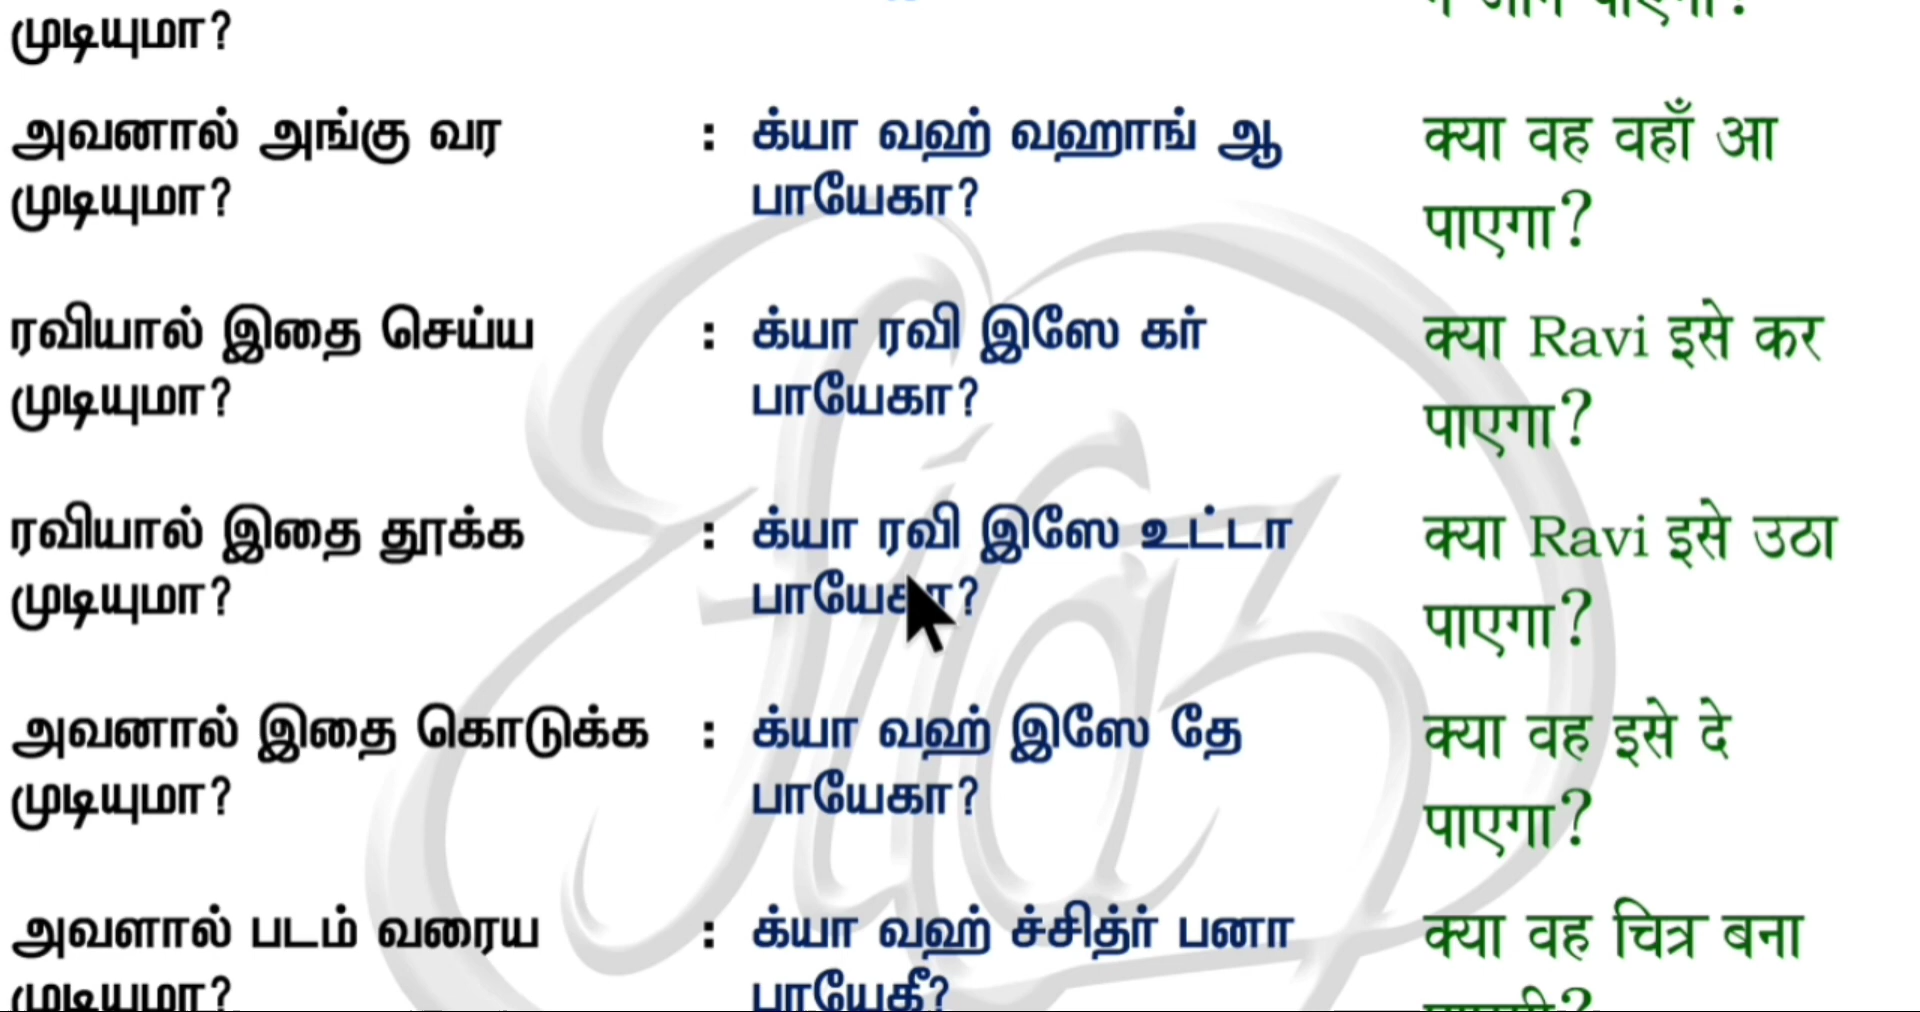 முடியுமா?
அவனால் அங்கு வர : க்யா வஹ் வஹாங் ஆ क्या वह वहाँ आ
முடியுமா? பாயேகா? पाएगा?
ரவியால் இதை செய்ய : க்யா ரவி இஸே கர் क्या Ravi इसे कर
முடியுமா? பாயேகா? पाएगा?
ரவியால் இதை தூக்க : க்யா ரவி இஸே உட்டா क्या Ravi इसे उठा
முடியுமா? பாயேகா? पाएगा?
அவனால் இதை கொடுக்க : க்யா வஹ் இஸே தே क्या वह इसे दे
முடியுமா? பாயேகா? पाएगा?
அவளால் படம் வரைய : க்யா வஹ் ச்சித்ர் பனா क्या वह चित्र बना
முடியுமா? பாயேகீ?